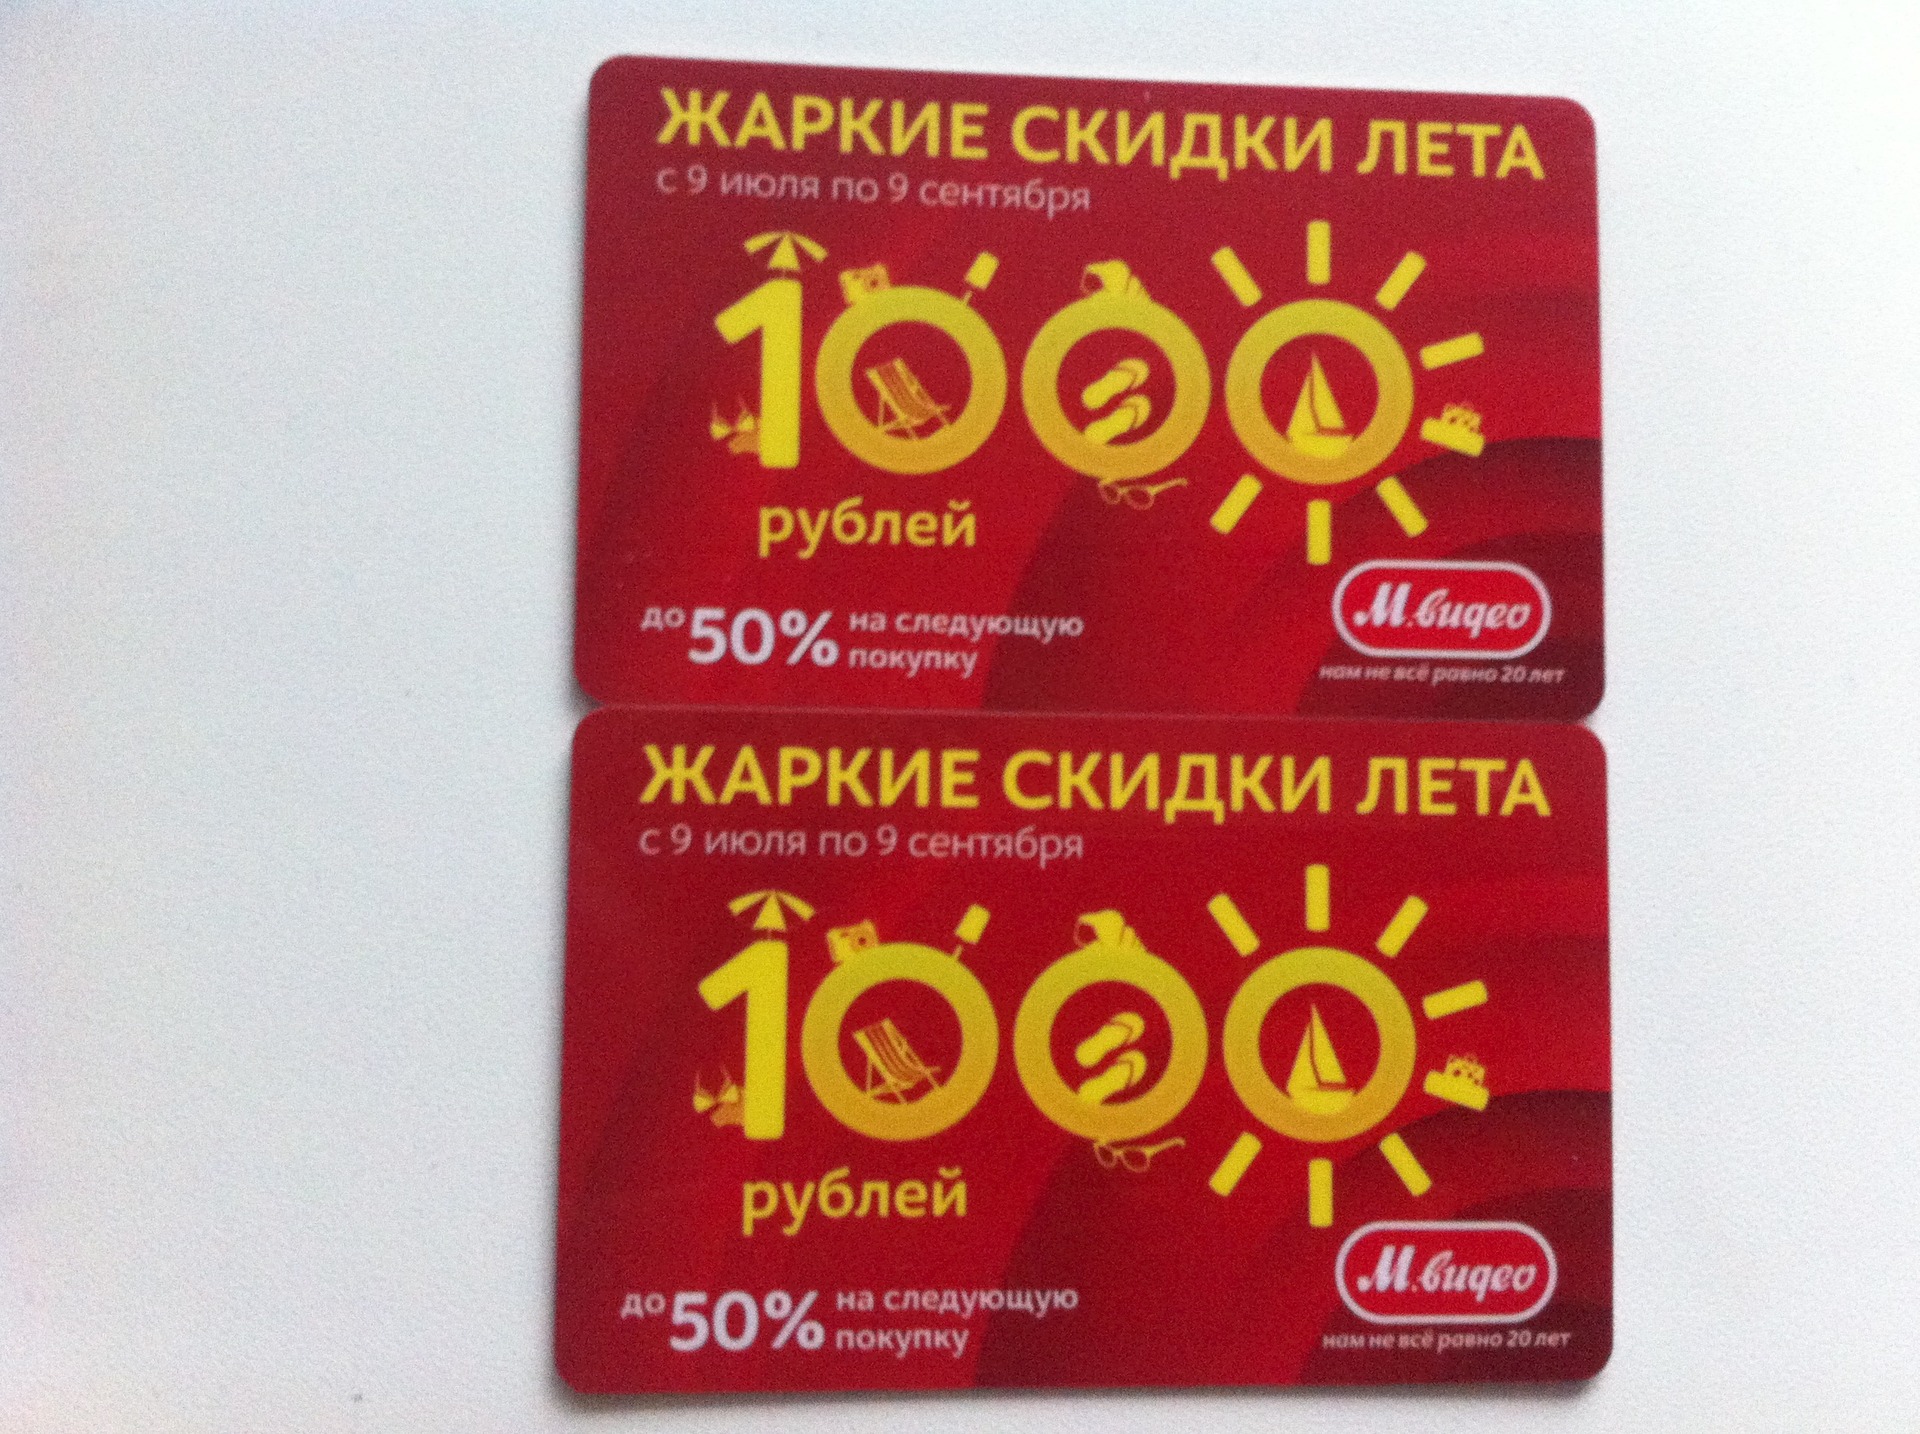 ЖАРКИЕ СКИДКИ ЛЕТА
с 9 июля по 9 сентября
1000
рублей
до 50% на следующую
покупку
М.видео
нам не всё равно 20 лет
ЖАРКИЕ СКИДКИ ЛЕТА
с 9 июля по 9 сентября
1000
рублей
до 50% на следующую
покупку
М.видео
нам не всё равно 20 лет